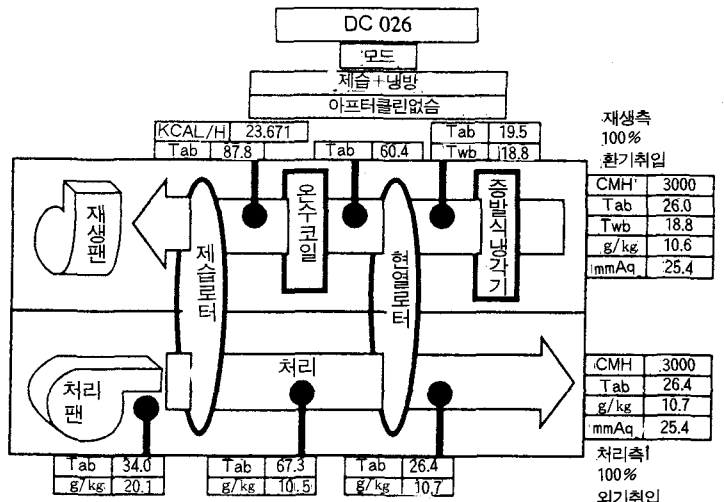 DC 026
모드
제습+냉방
아프터클린없음
KCAL/H 23.671
Tab 87.8
Tab 60.4
Tab 19.5
Twb 18.8
재생측
100%
환기취입
CMH 3000
Tab 26.0
Twb 18.8
g/kg 10.6
mmAq 25.4
재생팬
제습로터
온수코일
현열로터
증발식냉각기
처리팬
처리
CMH 3000
Tab 26.4
g/kg 10.7
mmAq 25.4
처리측
100%
외기취입
Tab 34.0
g/kg 20.1
Tab 67.3
g/kg 10.5
Tab 26.4
g/kg 10.7